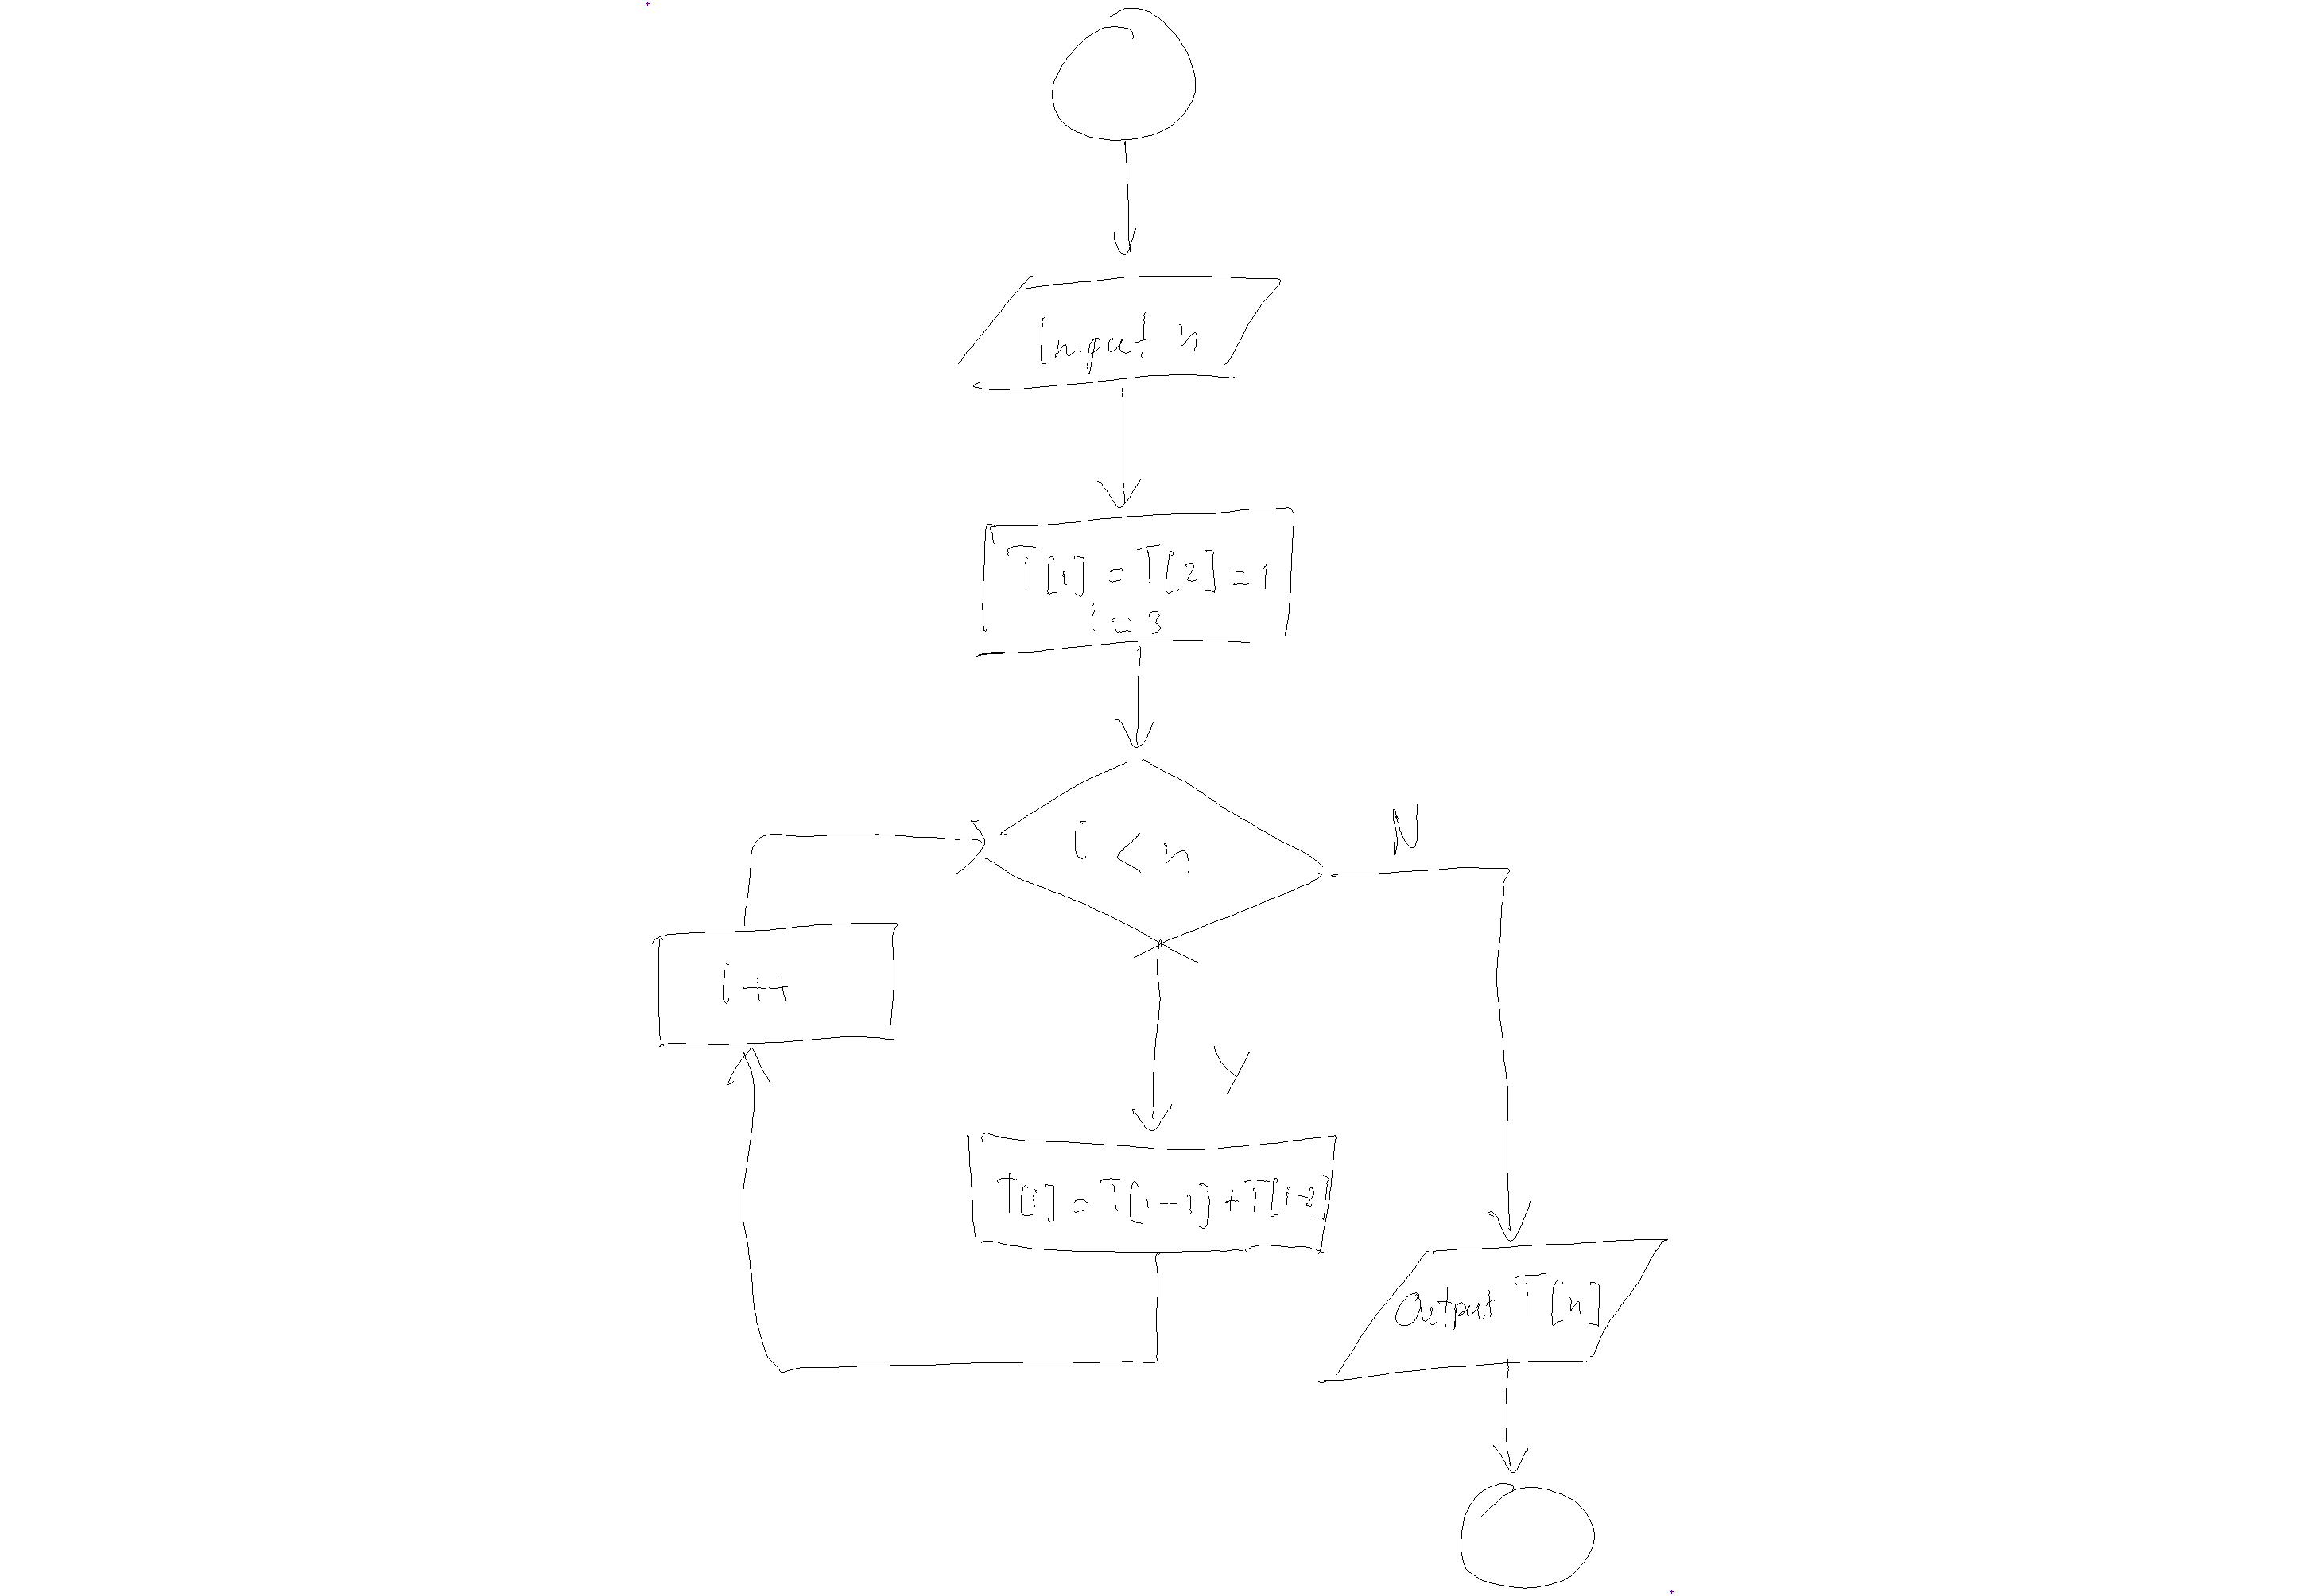 Input n
T[1] = T[2] = 1
i = 3
i < n
N
i++
Y
T[i] = T[i-1] + T[i-2]
Output T[n]